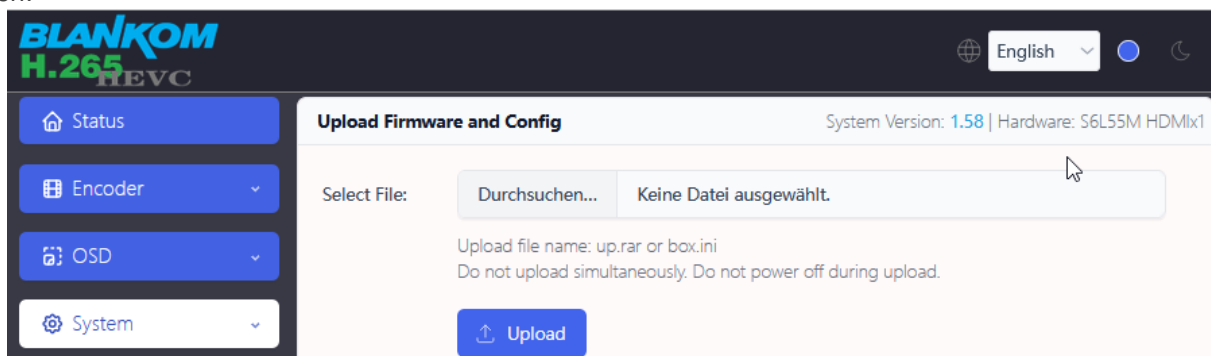 BLANKOM
H.265
HEVC
English
Status
Upload Firmware and Config
System Version: 1.58 | Hardware: S6L55M HDMIx1
Encoder
Select File:
Durchsuchen...
Keine Datei ausgewählt.
Upload file name: up.rar or box.ini
OSD
Do not upload simultaneously. Do not power off during upload.
System
Upload